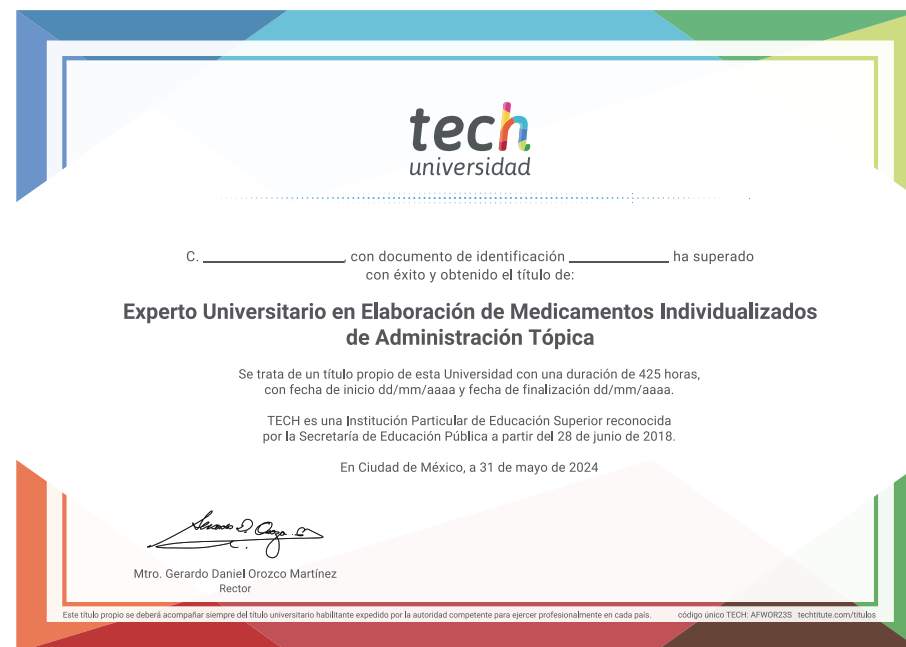 tech
universidad
C. ____________________, con documento de identificación ______________ ha superado
con éxito y obtenido el título de:
Experto Universitario en Elaboración de Medicamentos Individualizados
de Administración Tópica
Se trata de un título propio de esta Universidad con una duración de 425 horas,
con fecha de inicio dd/mm/aaaa y fecha de finalización dd/mm/aaaa.
TECH es una Institución Particular de Educación Superior reconocida
por la Secretaría de Educación Pública a partir del 28 de junio de 2018.
En Ciudad de México, a 31 de mayo de 2024
Mtro. Gerardo Daniel Orozco Martínez
Rector
Este título propio se deberá acompañar siempre del título universitario habilitante expedido por la autoridad competente para ejercer profesionalmente en cada país. código único TECH: AFWOR23S techtitute.com/titulos